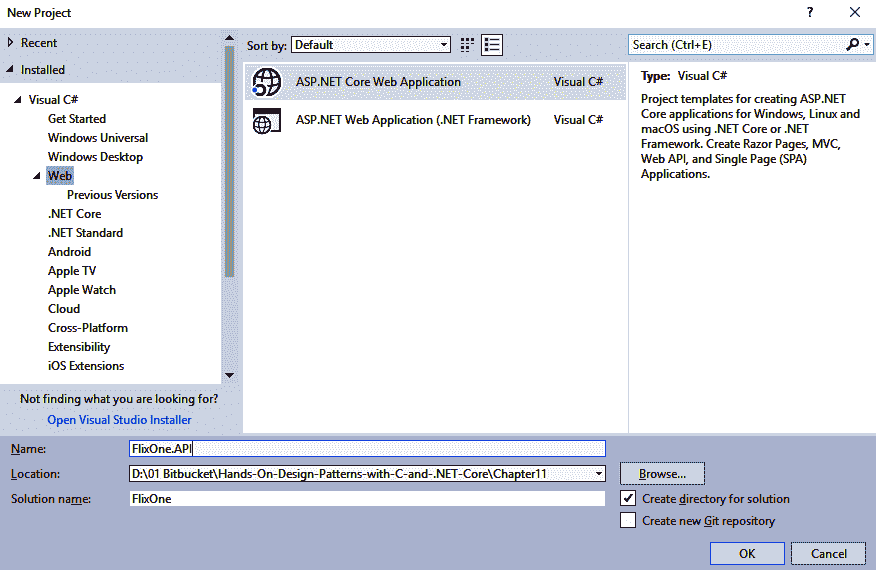 New Project
?
Recent
Installed
Visual C#
Get Started
Windows Universal
Windows Desktop
Web
Previous Versions
.NET Core
.NET Standard
Android
Apple TV
Apple Watch
Cloud
Cross-Platform
Extensibility
iOS Extensions
Not finding what you are looking for?
Open Visual Studio Installer
Sort by: Default
ASP.NET Core Web Application Visual C#
ASP.NET Web Application (.NET Framework) Visual C#
Search (Ctrl+E)
Type: Visual C#
Project templates for creating ASP.NET
Core applications for Windows, Linux and
macOS using .NET Core or .NET
Framework. Create Razor Pages, MVC,
Web API, and Single Page (SPA)
Applications.
Name: FlixOne.API
Location: D:\01 Bitbucket\Hands-On-Design-Patterns-with-C-and-.NET-Core\Chapter11
Browse...
Solution name: FlixOne
Create directory for solution
Create new Git repository
OK Cancel